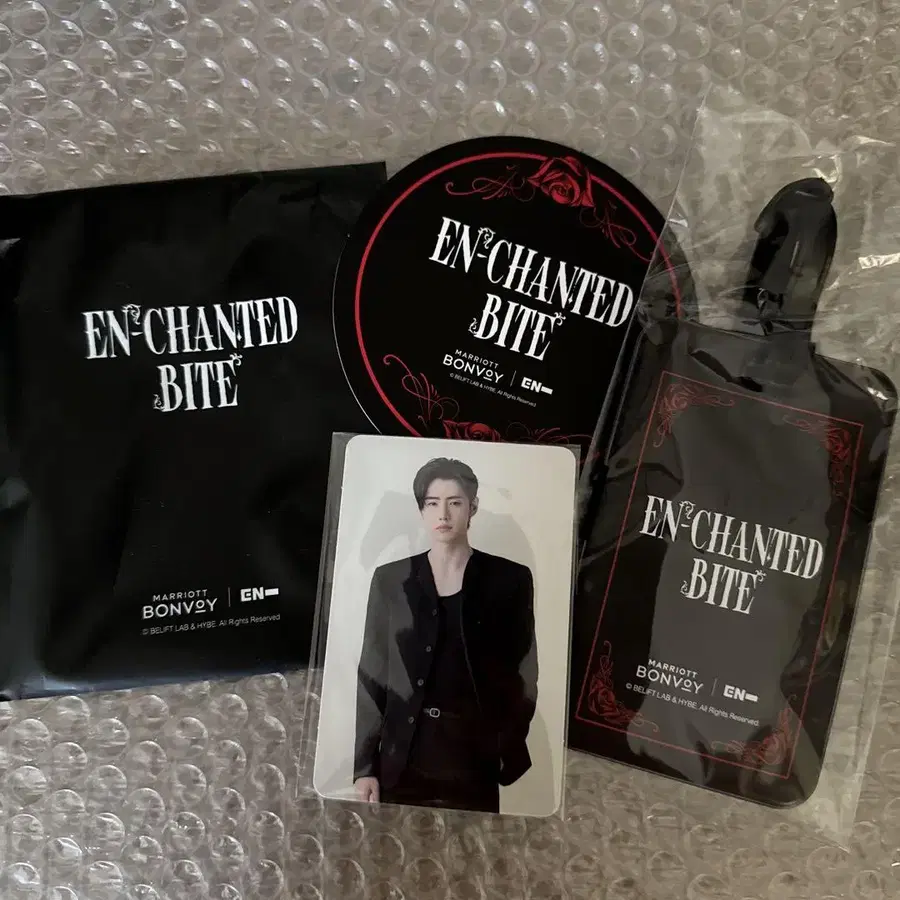 EN-CHANTED
BITE
MARRIOTT
BONVOY | EN-
© BELIFT LAB & HYBE. All Rights Reserved
EN-CHANTED
BITE
MARRIOTT
BONVOY | EN-
© BELIFT LAB & HYBE. All Rights Reserved.
EN-CHANTED
BITE
MARRIOTT
BONVOY | EN-
© BELIFT LAB & HYBE. All Rights Reserved.